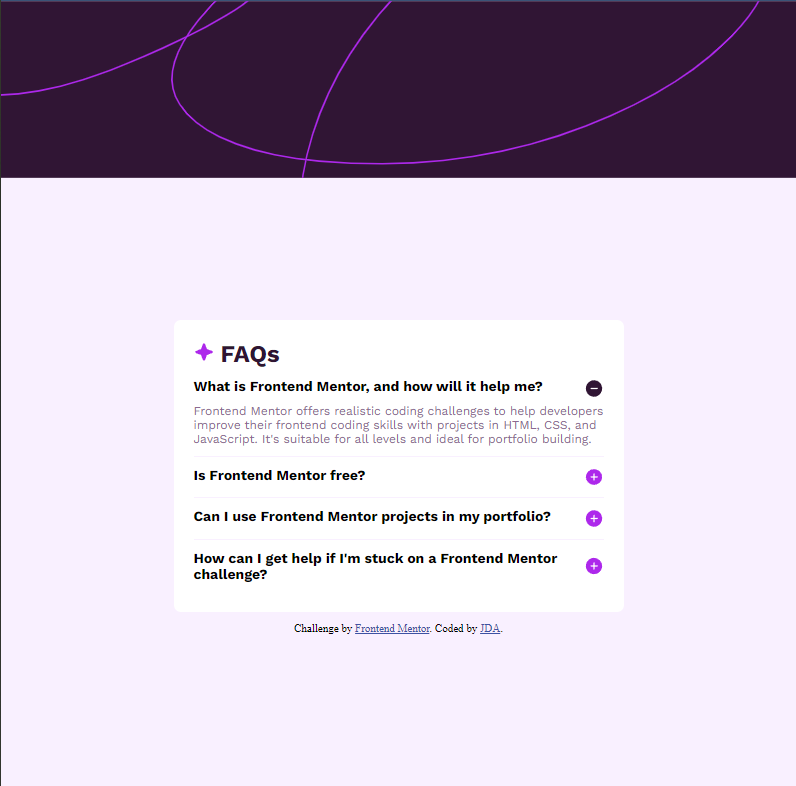 FAQs
What is Frontend Mentor, and how will it help me?
Frontend Mentor offers realistic coding challenges to help developers
improve their frontend coding skills with projects in HTML, CSS, and
JavaScript. It's suitable for all levels and ideal for portfolio building.
Is Frontend Mentor free?
Can I use Frontend Mentor projects in my portfolio?
How can I get help if I'm stuck on a Frontend Mentor
challenge?
Challenge by Frontend Mentor. Coded by JDA.